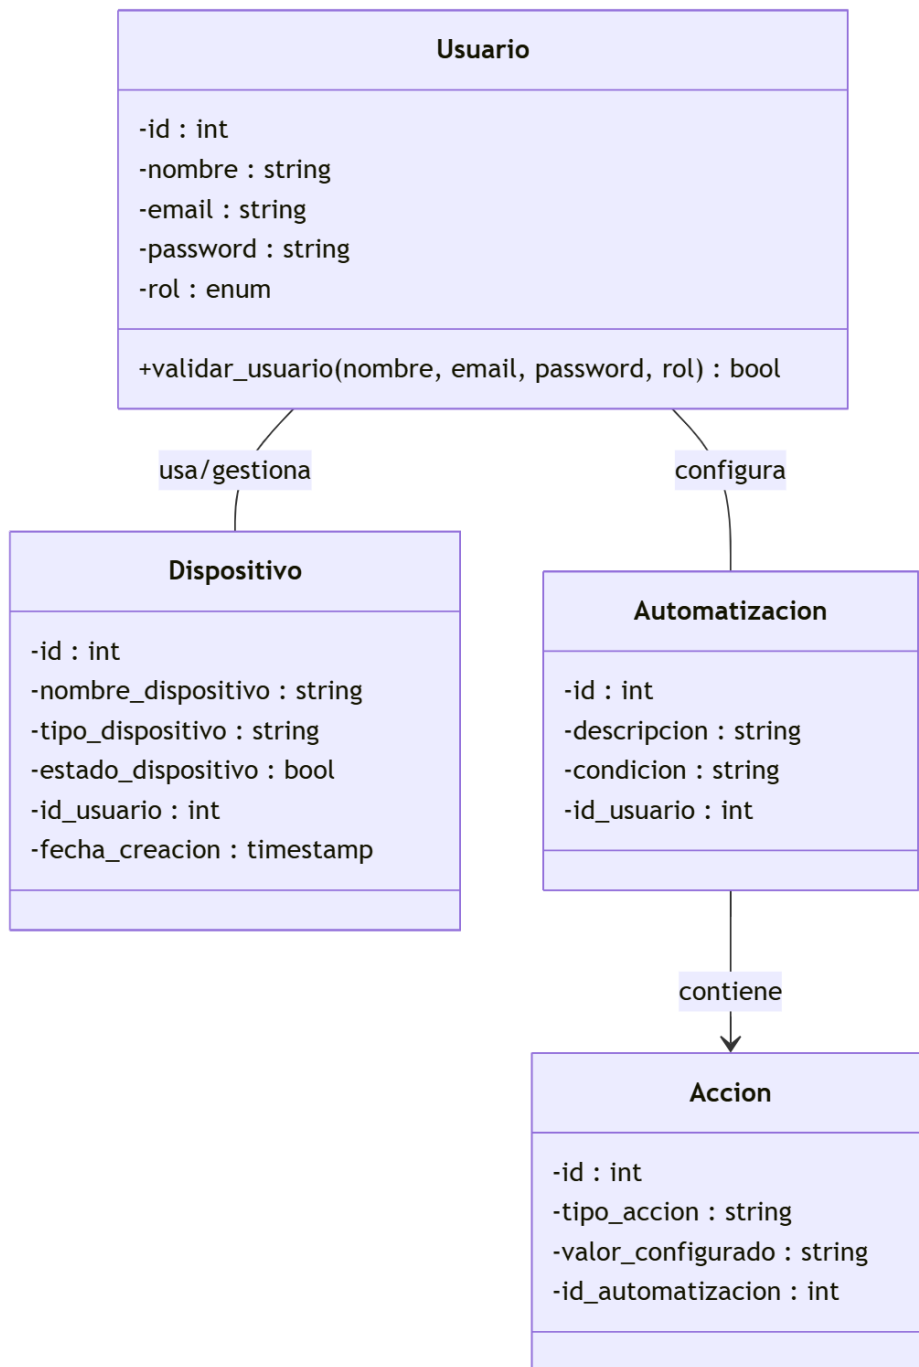 Usuario
-id : int
-nombre : string
-email : string
-password : string
-rol : enum
+validar_usuario(nombre, email, password, rol) : bool
usa/gestiona
configura
Dispositivo
-id : int
-nombre_dispositivo : string
-tipo_dispositivo : string
-estado_dispositivo : bool
-id_usuario : int
-fecha_creacion : timestamp
Automatizacion
-id : int
-descripcion : string
-condicion : string
-id_usuario : int
contiene
Accion
-id : int
-tipo_accion : string
-valor_configurado : string
-id_automatizacion : int